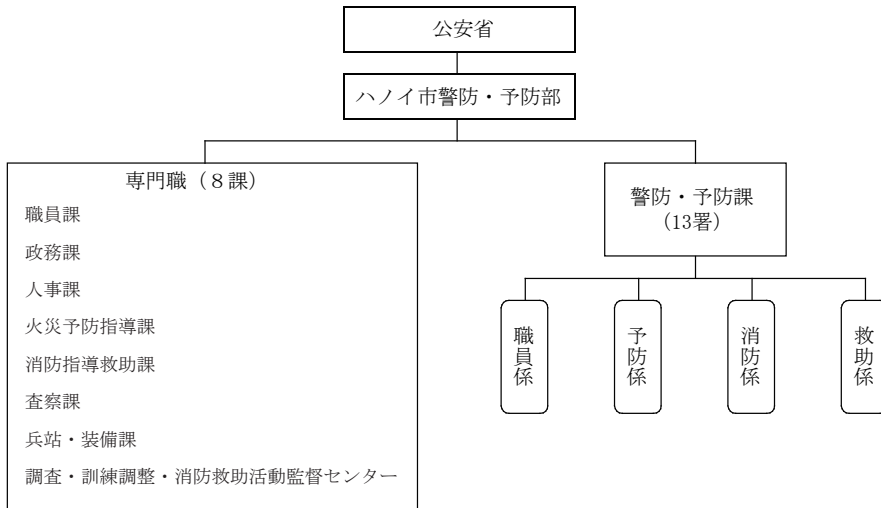 公安省
ハノイ市警防・予防部
専門職（８課）
職員課
政務課
人事課
火災予防指導課
消防指導救助課
査察課
兵站・装備課
調査・訓練調整・消防救助活動監督センター
警防・予防課
（13署）
職員係
予防係
消防係
救助係